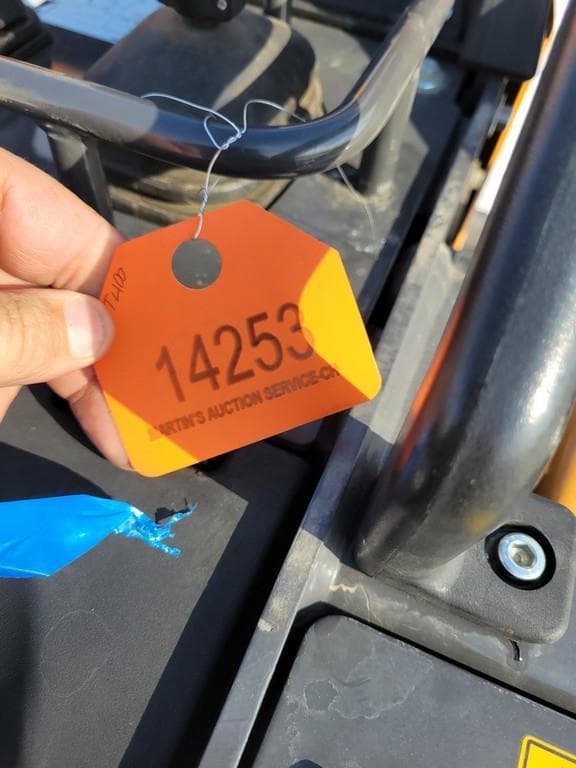 14253
MARTIN'S AUCTION SERVICE-CH